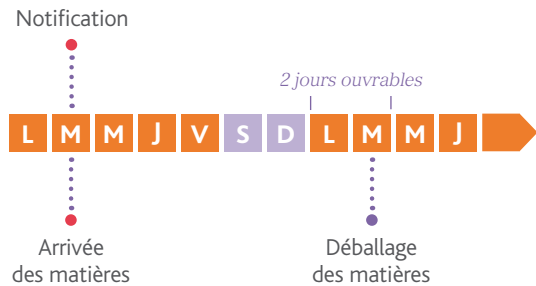 Notification
2 jours ouvrables
L M M J V S D L M M J
Arrivée
des matières
Déballage
des matières